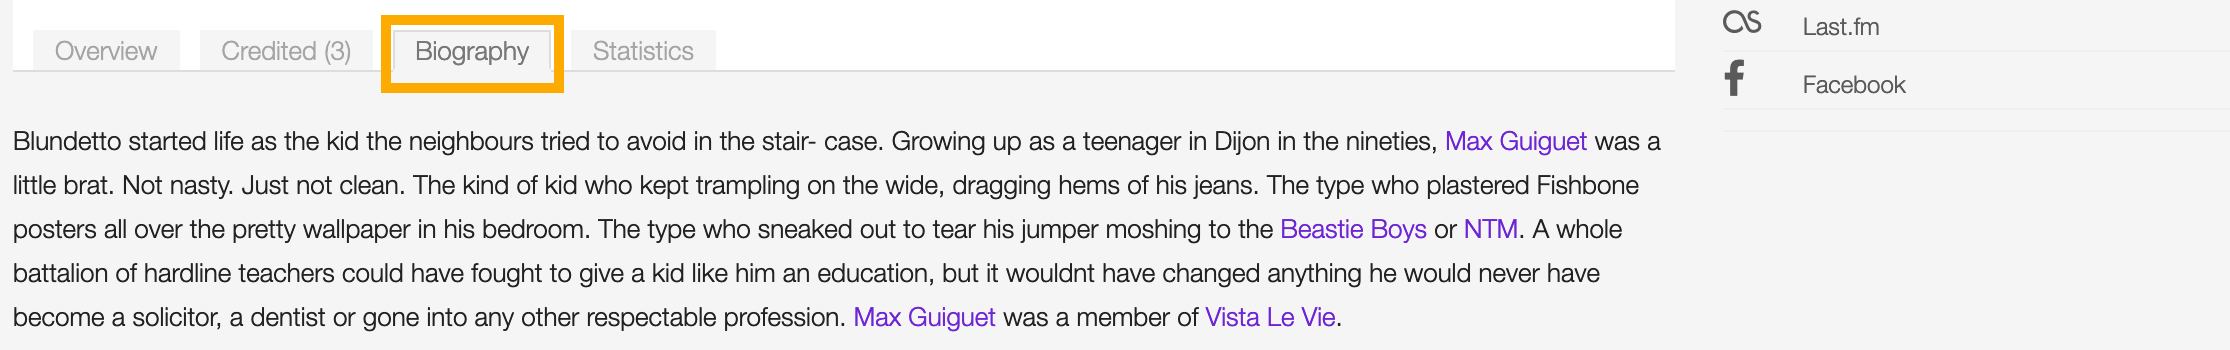 Overview Credited (3) Biography Statistics
Blundetto started life as the kid the neighbours tried to avoid in the stair- case. Growing up as a teenager in Dijon in the nineties, Max Guiguet was a
little brat. Not nasty. Just not clean. The kind of kid who kept trampling on the wide, dragging hems of his jeans. The type who plastered Fishbone
posters all over the pretty wallpaper in his bedroom. The type who sneaked out to tear his jumper moshing to the Beastie Boys or NTM. A whole
battalion of hardline teachers could have fought to give a kid like him an education, but it wouldnt have changed anything he would never have
become a solicitor, a dentist or gone into any other respectable profession. Max Guiguet was a member of Vista Le Vie.
Last.fm
Facebook